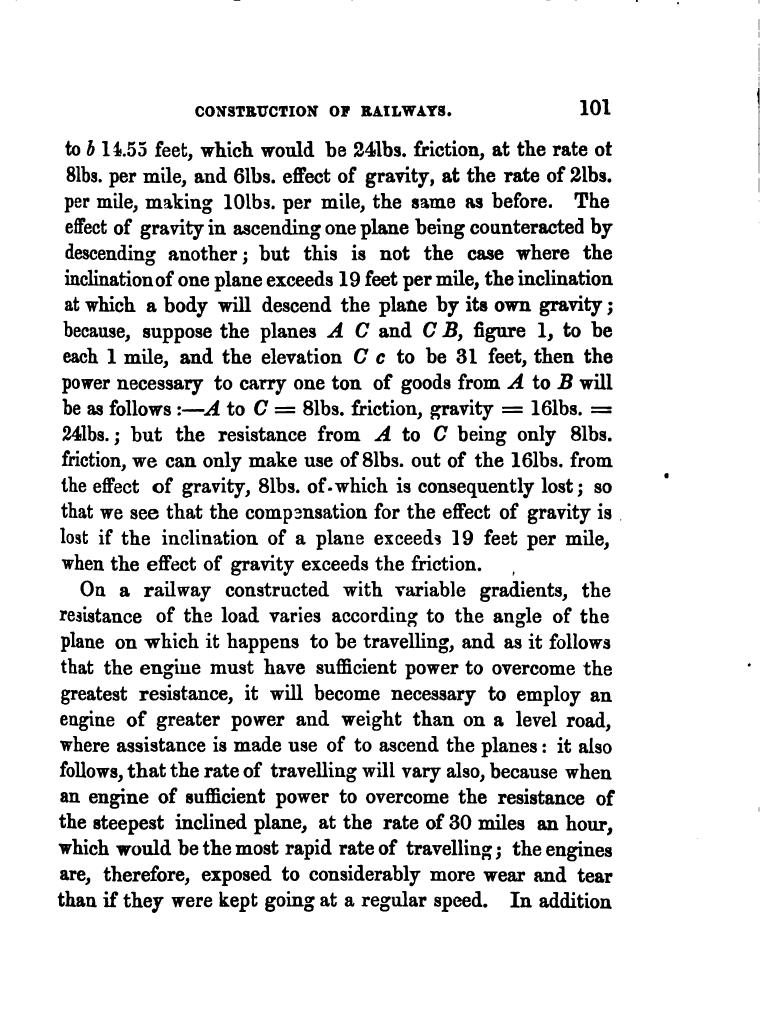 CONSTRUCTION OF RAILWAYS. 101
to b 14.55 feet, which would be 24lbs. friction, at the rate of
8lbs. per mile, and 6lbs. effect of gravity, at the rate of 2lbs.
per mile, making 10lbs. per mile, the same as before. The
effect of gravity in ascending one plane being counteracted by
descending another; but this is not the case where the
inclination of one plane exceeds 19 feet per mile, the inclination
at which a body will descend the plane by its own gravity;
because, suppose the planes A C and C B, figure 1, to be
each 1 mile, and the elevation C c to be 31 feet, then the
power necessary to carry one ton of goods from A to B will
be as follows :—A to C = 8lbs. friction, gravity = 16lbs. =
24lbs.; but the resistance from A to C being only 8lbs.
friction, we can only make use of 8lbs. out of the 16lbs. from
the effect of gravity, 8lbs. of which is consequently lost; so
that we see that the compensation for the effect of gravity is
lost if the inclination of a plane exceeds 19 feet per mile,
when the effect of gravity exceeds the friction.
On a railway constructed with variable gradients, the
resistance of the load varies according to the angle of the
plane on which it happens to be travelling, and as it follows
that the engine must have sufficient power to overcome the
greatest resistance, it will become necessary to employ an
engine of greater power and weight than on a level road,
where assistance is made use of to ascend the planes: it also
follows, that the rate of travelling will vary also, because when
an engine of sufficient power to overcome the resistance of
the steepest inclined plane, at the rate of 30 miles an hour,
which would be the most rapid rate of travelling; the engines
are, therefore, exposed to considerably more wear and tear
than if they were kept going at a regular speed. In addition